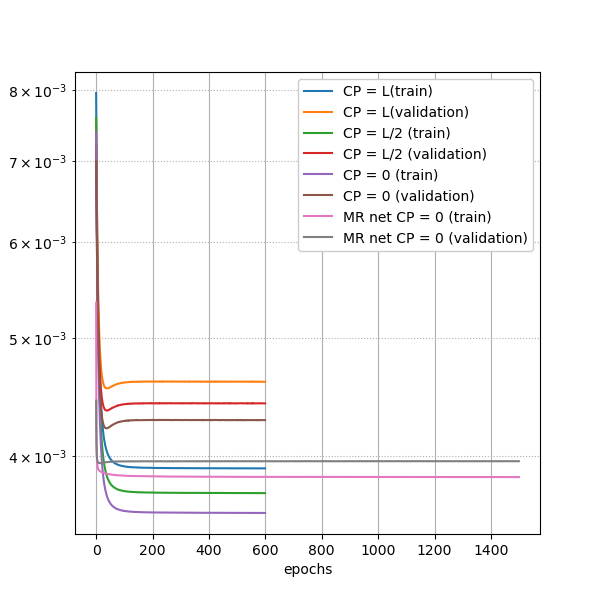 8 × 10⁻³
7 × 10⁻³
6 × 10⁻³
5 × 10⁻³
4 × 10⁻³
CP = L(train)
CP = L(validation)
CP = L/2 (train)
CP = L/2 (validation)
CP = 0 (train)
CP = 0 (validation)
MR net CP = 0 (train)
MR net CP = 0 (validation)
0 200 400 600 800 1000 1200 1400
epochs